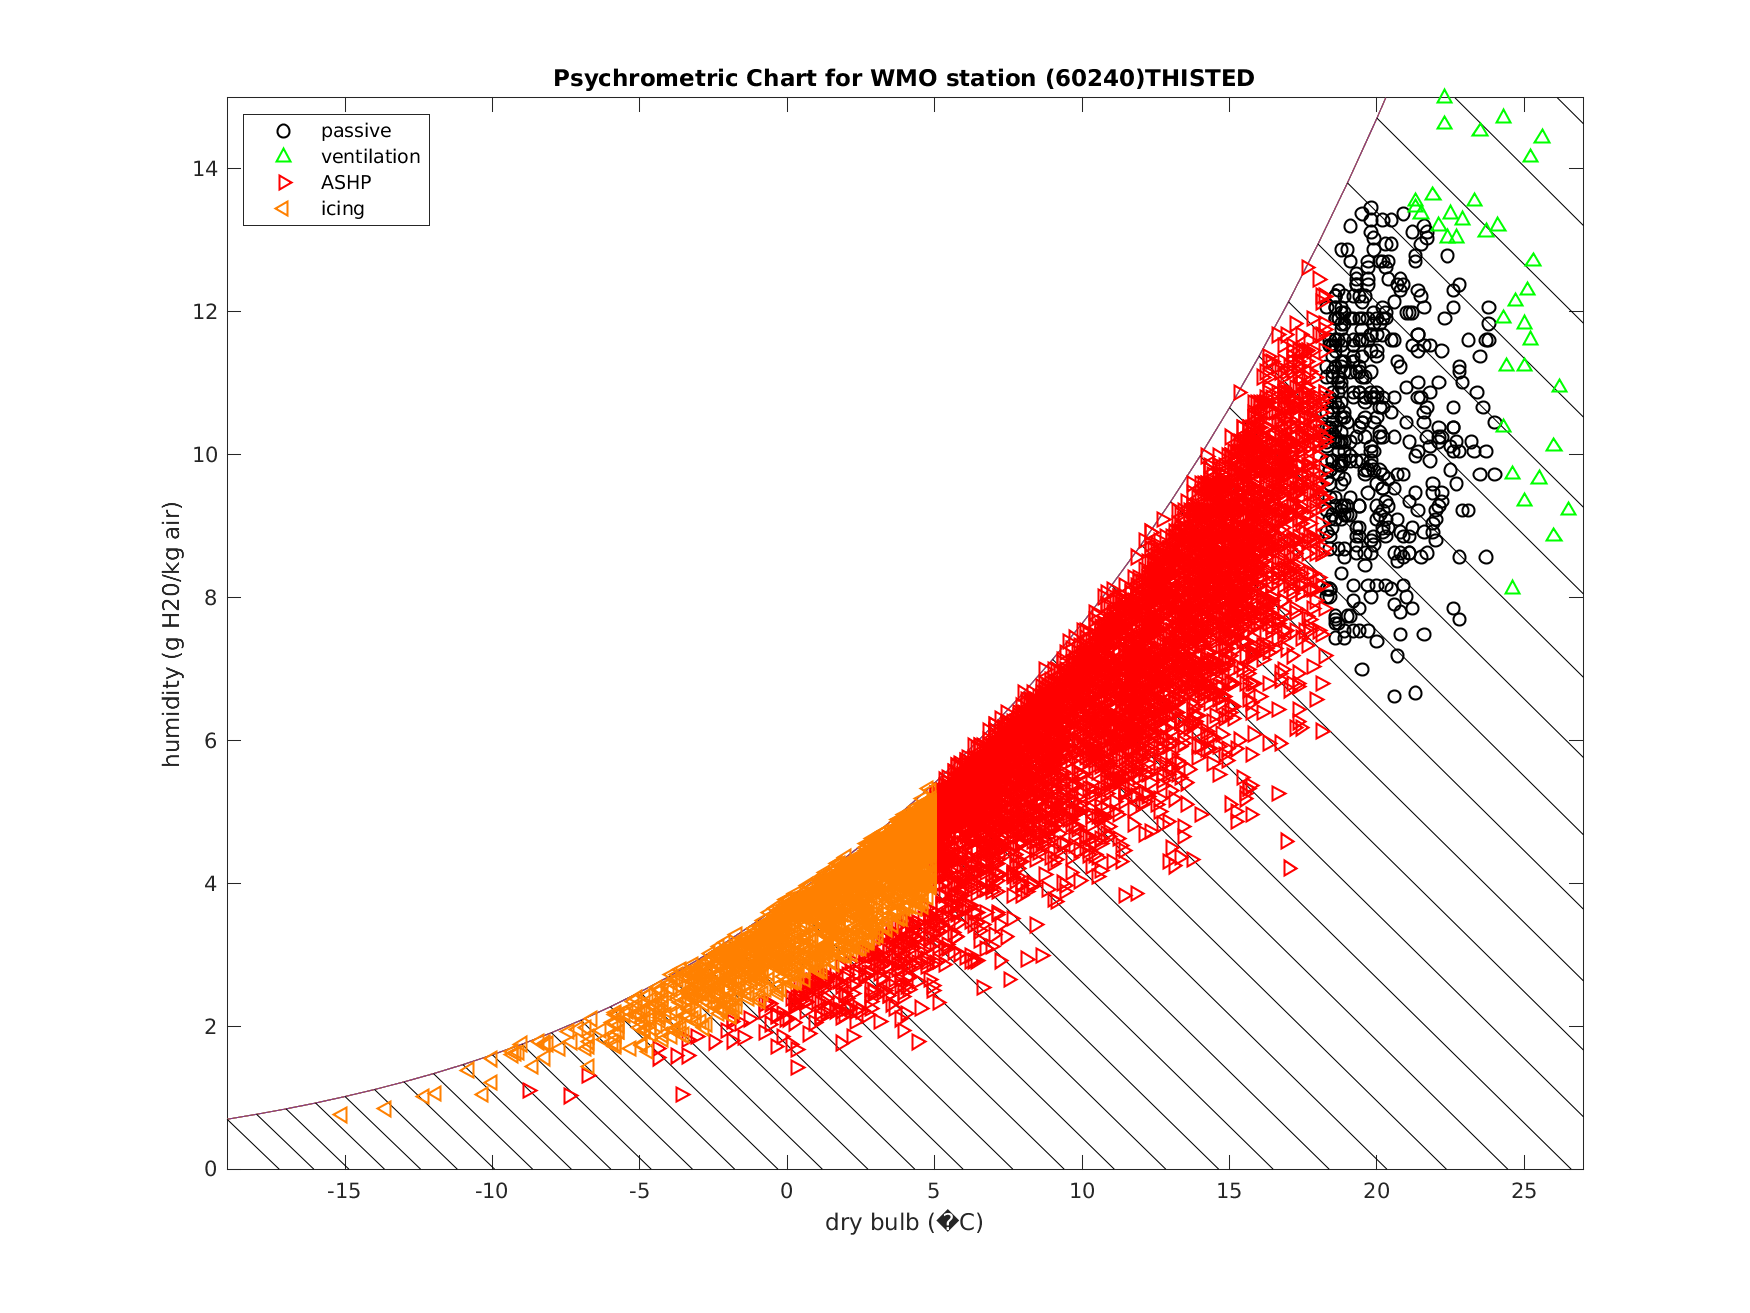 Psychrometric Chart for WMO station (60240)THISTED
passive
ventilation
ASHP
icing
humidity (g H20/kg air)
14
12
10
8
6
4
2
0
-15 -10 -5 0 5 10 15 20 25
dry bulb (�C)